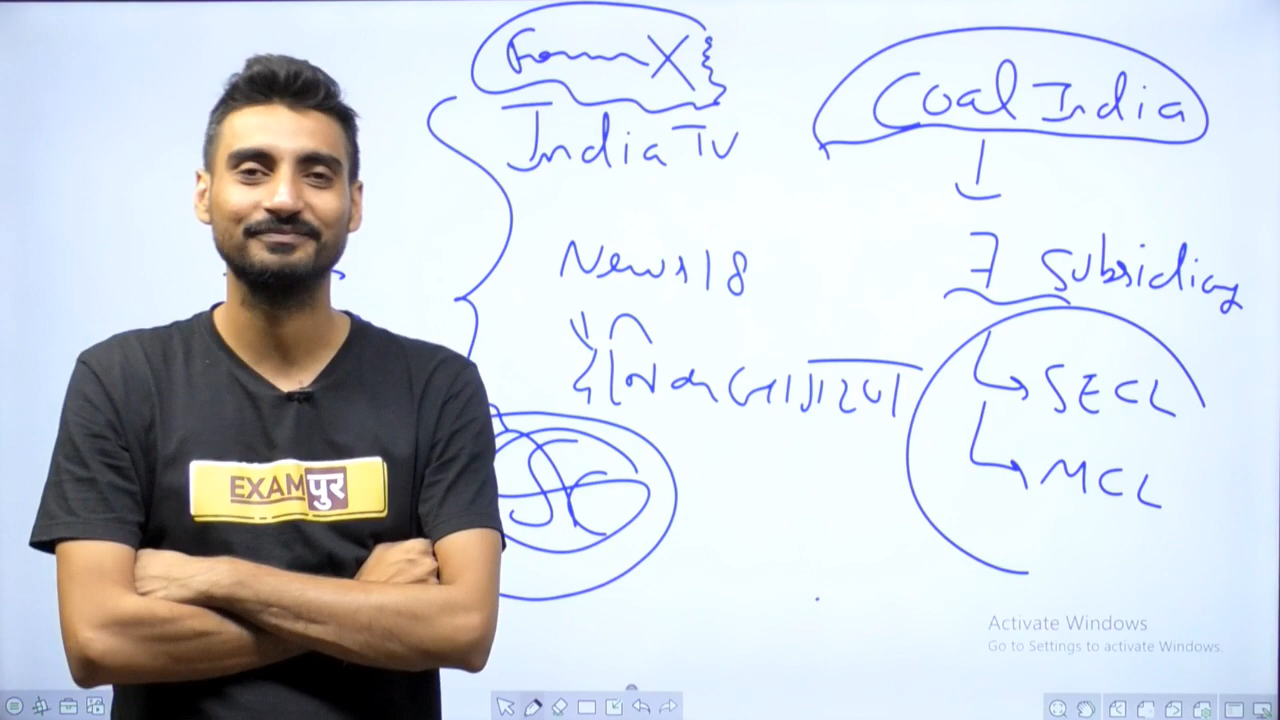 Form X
India TV
News18
दैनिक जागरण
Coal India
7 Subsidiary
SECL
MCL
EXAMपुर
Activate Windows
Go to Settings to activate Windows.